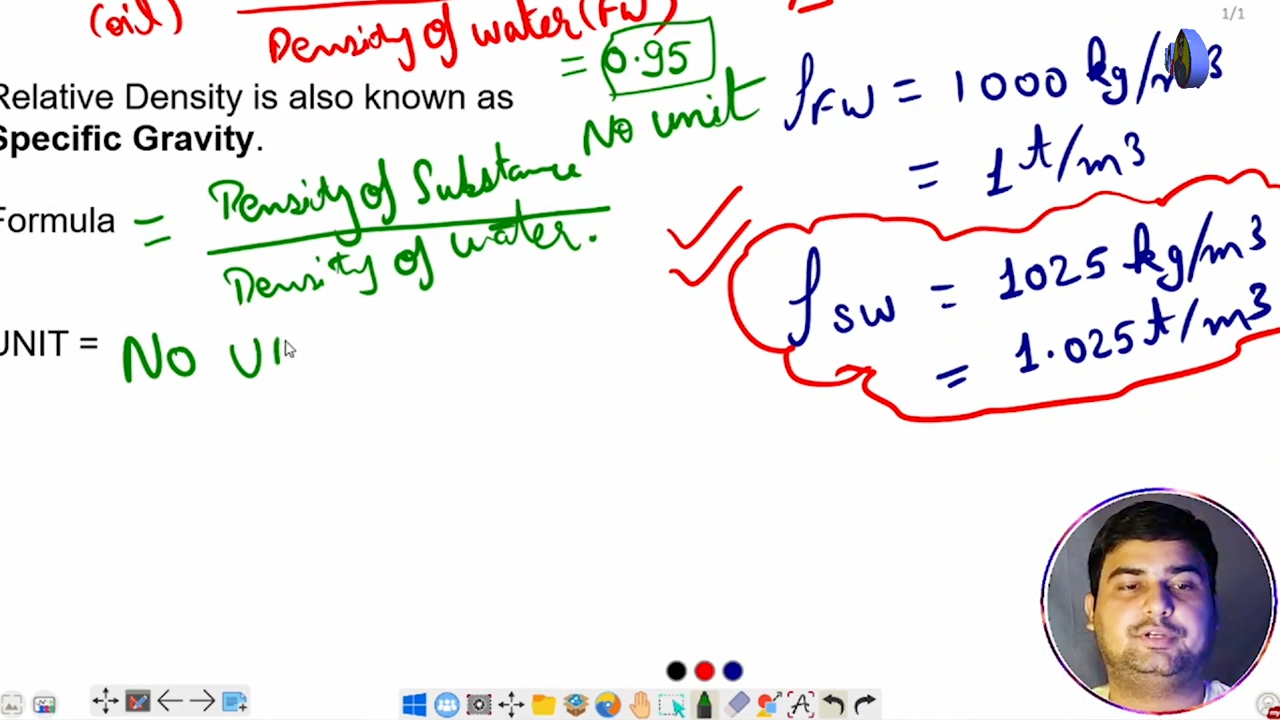 1/1
(oil)
Density of water (FW)
= 0.95
No unit
Relative Density is also known as
Specific Gravity.
Formula = Density of Substance
Density of water.
UNIT = NO UN
ρFW = 1000 kg/m3
= 1 t/m3
ρSW = 1025 kg/m3
= 1.025 t/m3